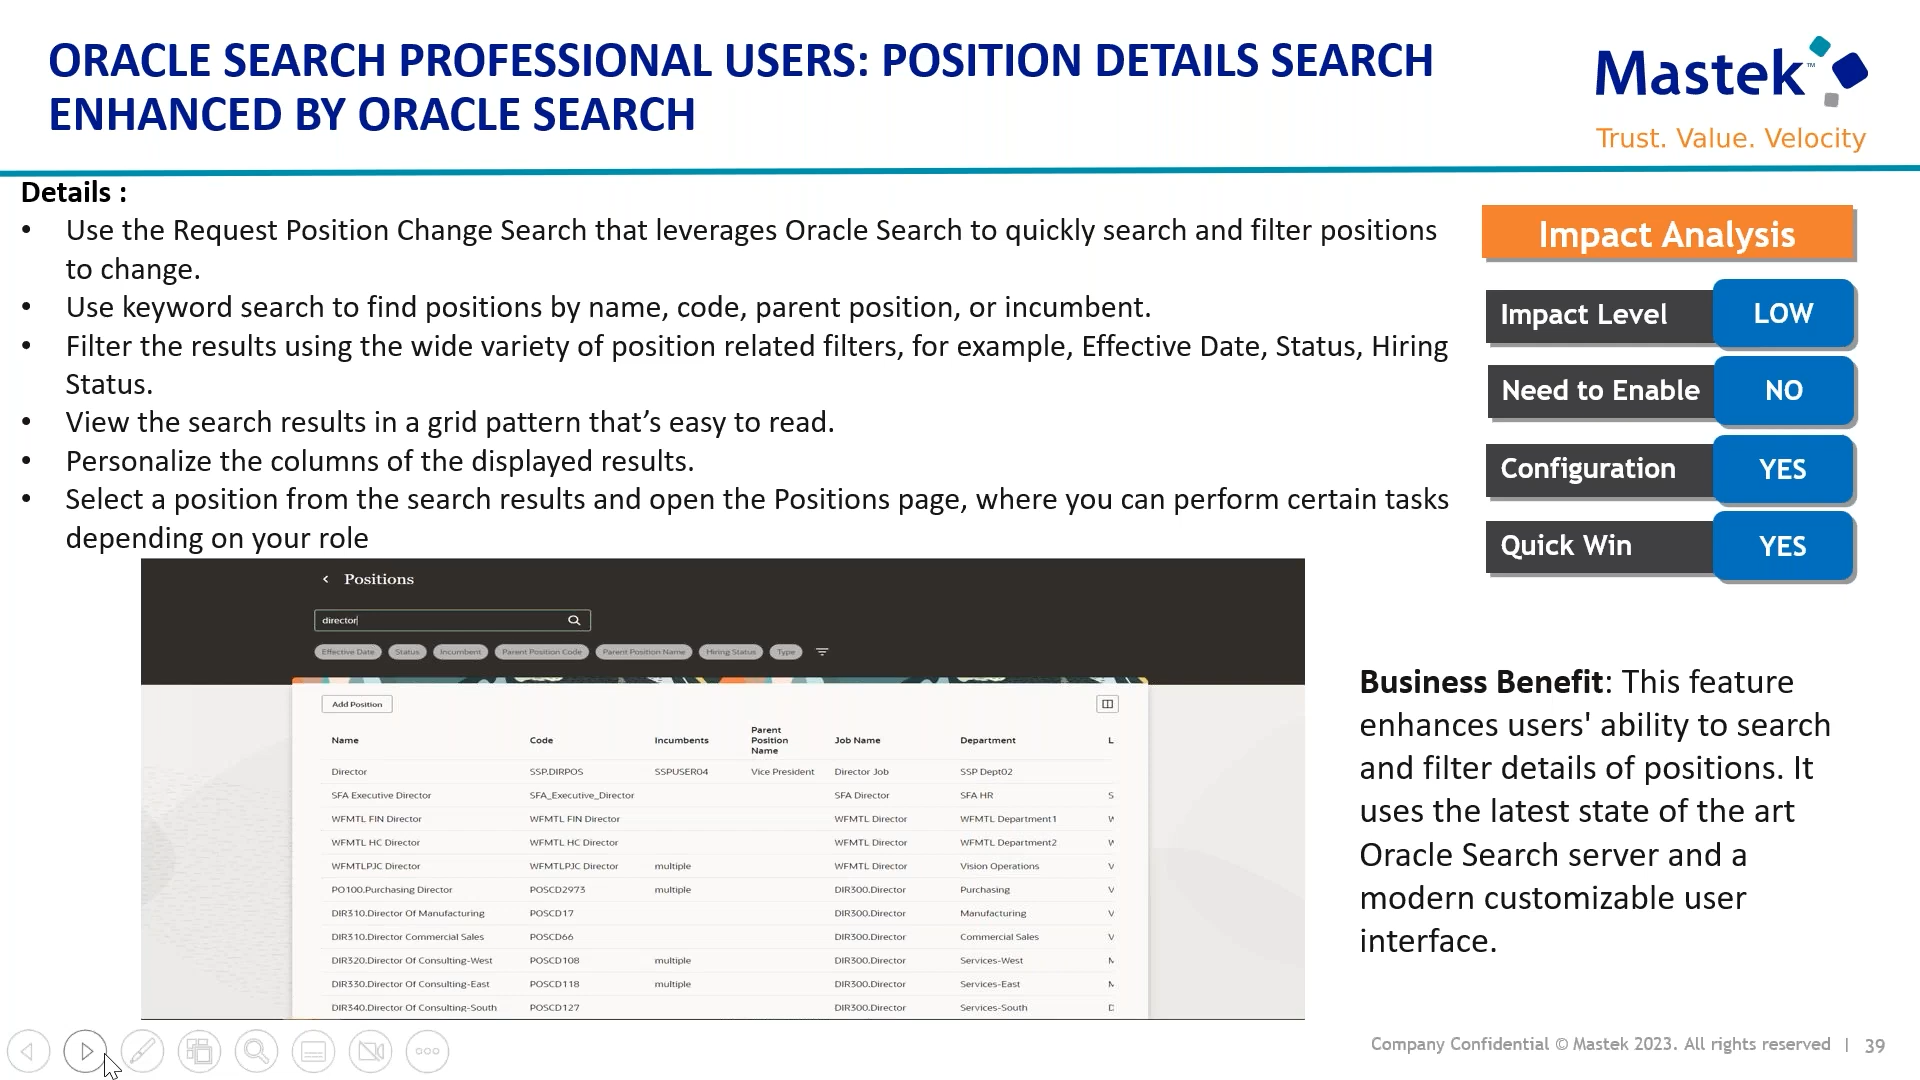 ORACLE SEARCH PROFESSIONAL USERS: POSITION DETAILS SEARCH
ENHANCED BY ORACLE SEARCH
Mastek™
Trust. Value. Velocity
Details :
• Use the Request Position Change Search that leverages Oracle Search to quickly search and filter positions
to change.
• Use keyword search to find positions by name, code, parent position, or incumbent.
• Filter the results using the wide variety of position related filters, for example, Effective Date, Status, Hiring
Status.
• View the search results in a grid pattern that’s easy to read.
• Personalize the columns of the displayed results.
• Select a position from the search results and open the Positions page, where you can perform certain tasks
depending on your role
Impact Analysis
Impact Level LOW
Need to Enable NO
Configuration YES
Quick Win YES
Positions
director
Effective Date Status Incumbent Parent Position Code Parent Position Name Hiring Status Type
Add Position
Name Code Incumbents Parent Position Name Job Name Department L
Director SSP.DIRPOS SSPUSER04 Vice President Director Job SSP Dept02
SFA Executive Director SFA_Executive_Director SFA Director SFA HR S
WFMTL FIN Director WFMTL FIN Director WFMTL Director WFMTL Department1
WFMTL HC Director WFMTL HC Director WFMTL Director WFMTL Department2
WFMTLPJC Director WFMTLPJC Director multiple WFMTL Director Vision Operations
PO100.Purchasing Director POSCD2973 multiple DIR300.Director Purchasing
DIR310.Director Of Manufacturing POSCD17 DIR300.Director Manufacturing
DIR310.Director Commercial Sales POSCD66 DIR300.Director Commercial Sales
DIR320.Director Of Consulting-West POSCD108 multiple DIR300.Director Services-West
DIR330.Director Of Consulting-East POSCD118 multiple DIR300.Director Services-East
DIR340.Director Of Consulting-South POSCD127 DIR300.Director Services-South
Business Benefit: This feature
enhances users' ability to search
and filter details of positions. It
uses the latest state of the art
Oracle Search server and a
modern customizable user
interface.
Company Confidential © Mastek 2023. All rights reserved | 39